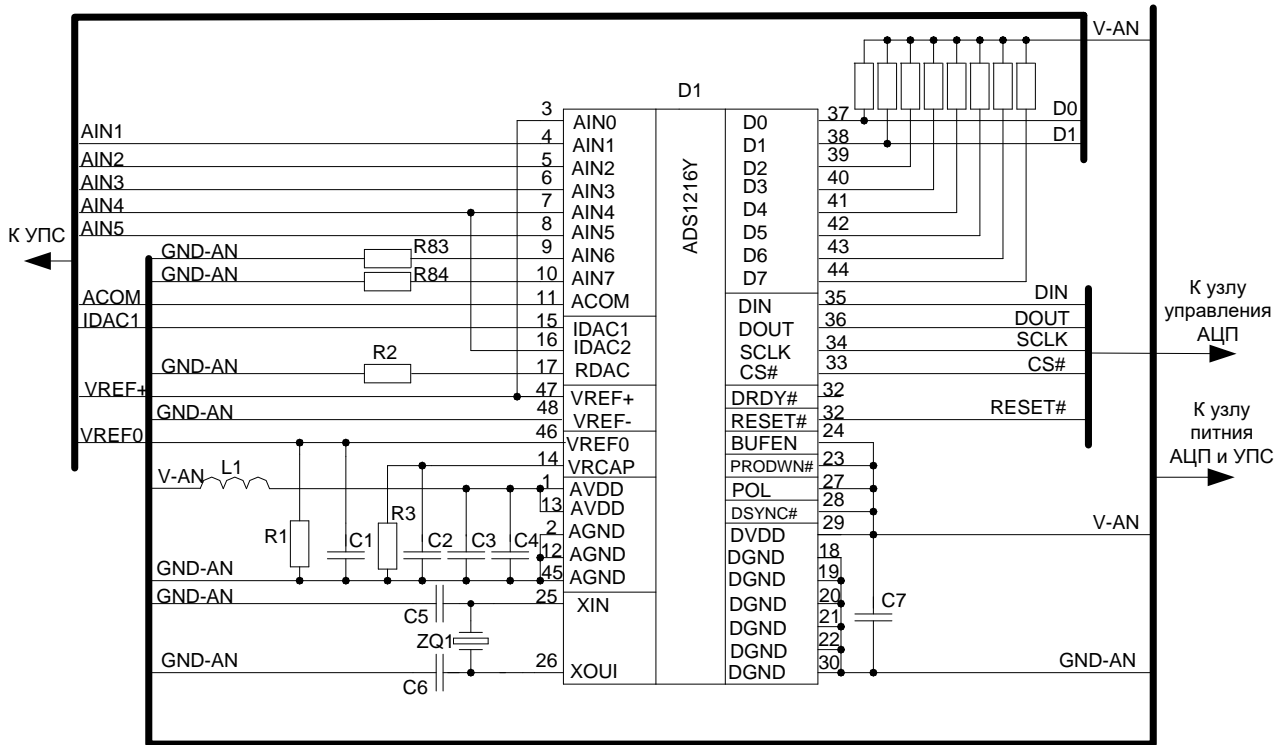 V-AN
D1
3
AIN0
D0
37
D0
AIN1
4
AIN1
D1
38
D1
AIN2
5
AIN2
D2
39
AIN3
6
AIN3
D3
40
AIN4
7
AIN4
D4
41
AIN5
8
AIN5
D5
42
К УПС
GND-AN
R83
9
AIN6
D6
43
GND-AN
R84
10
AIN7
D7
44
ADS1216Y
ACOM
11
ACOM
DIN
35
DIN
IDAC1
15
IDAC1
DOUT
36
DOUT
16
IDAC2
SCLK
34
SCLK
GND-AN
R2
17
RDAC
CS#
33
CS#
К узлу
управления
АЦП
VREF+
47
VREF+
DRDY#
32
GND-AN
48
VREF-
RESET#
32
RESET#
VREF0
46
VREF0
BUFEN
24
К узлу
питния
АЦП и УПС
14
VRCAP
PRODWN#
23
V-AN
L1
1
AVDD
POL
27
13
AVDD
DSYNC#
28
R1
C1
R3
C2
C3
C4
2
AGND
DVDD
29
V-AN
12
AGND
DGND
18
GND-AN
45
AGND
DGND
19
GND-AN
C5
25
XIN
DGND
20
C7
DGND
21
ZQ1
DGND
22
GND-AN
C6
26
XOUI
DGND
30
GND-AN